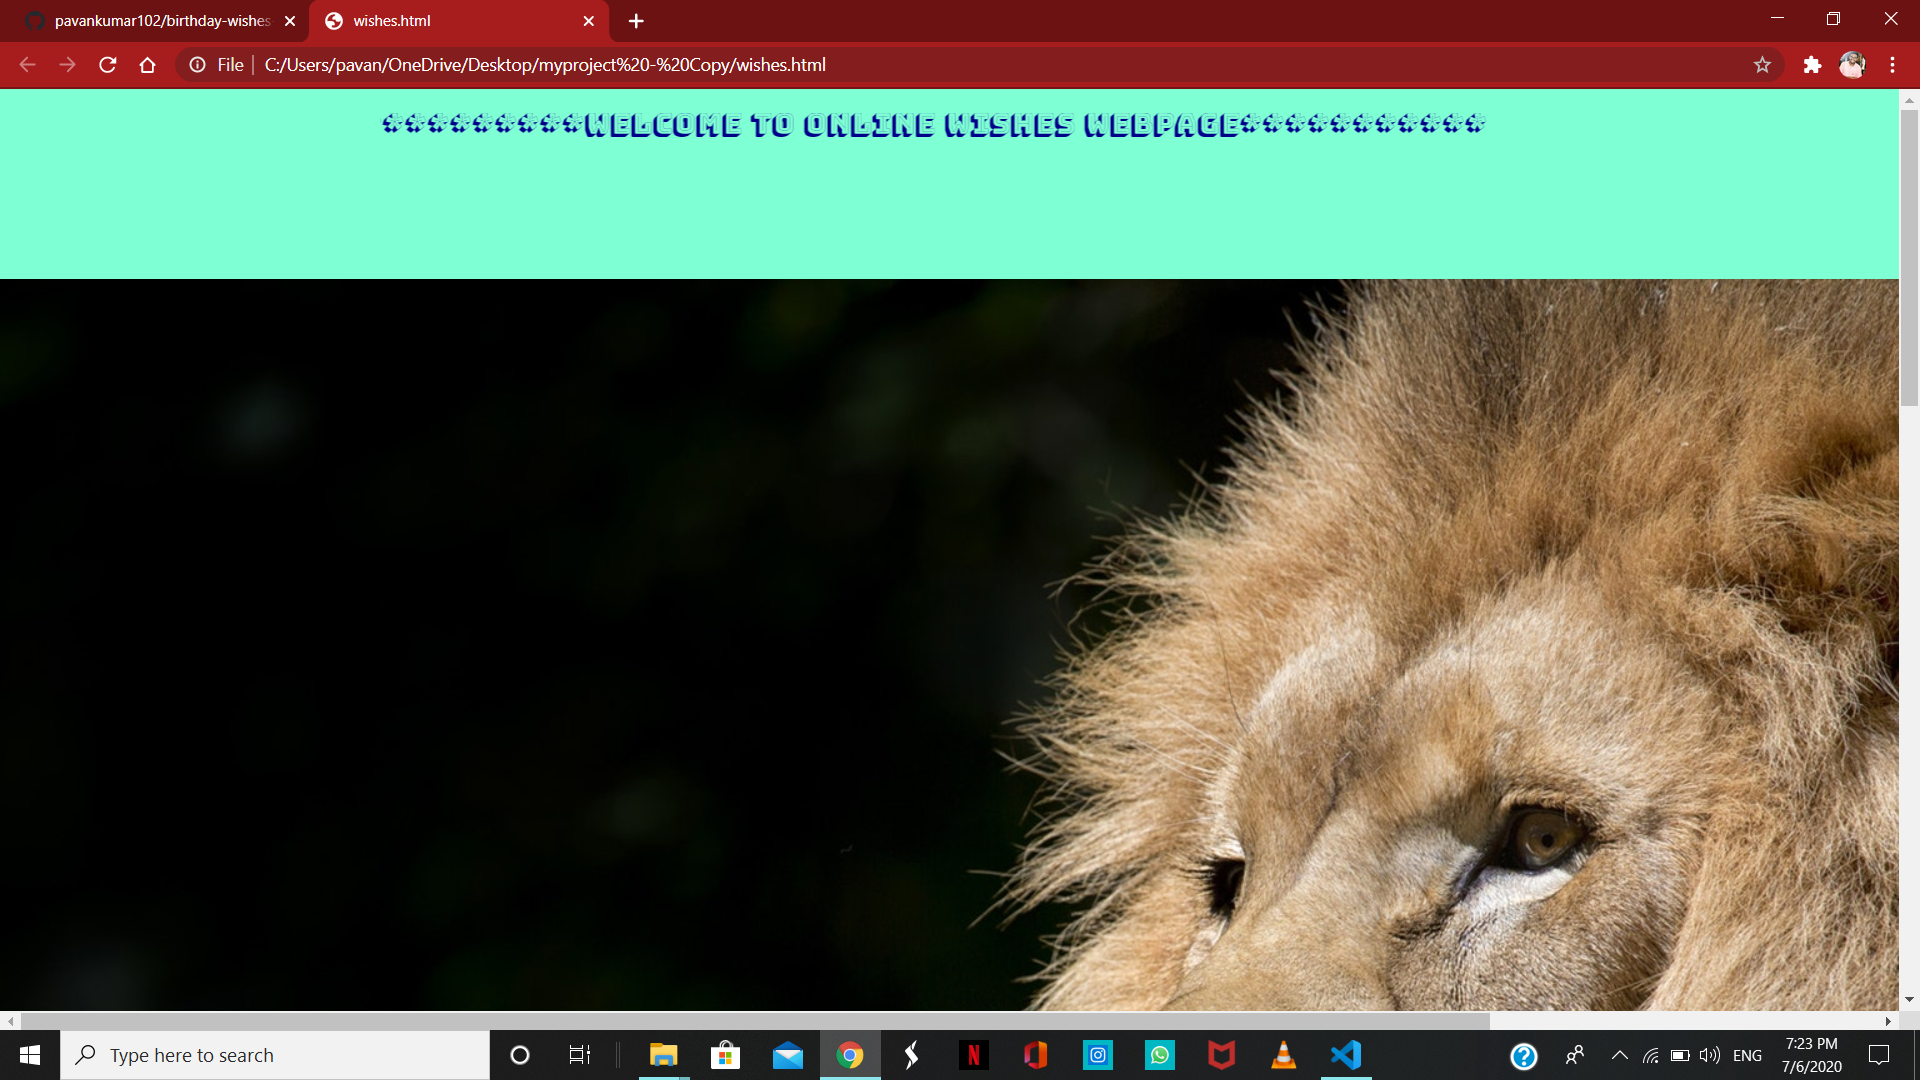 pavankumar102/birthday-wishes
wishes.html
File
C:/Users/pavan/OneDrive/Desktop/myproject%20-%20Copy/wishes.html
*********WELCOME TO ONLINE WISHES WEBPAGE***********
Type here to search
ENG
7:23 PM
7/6/2020